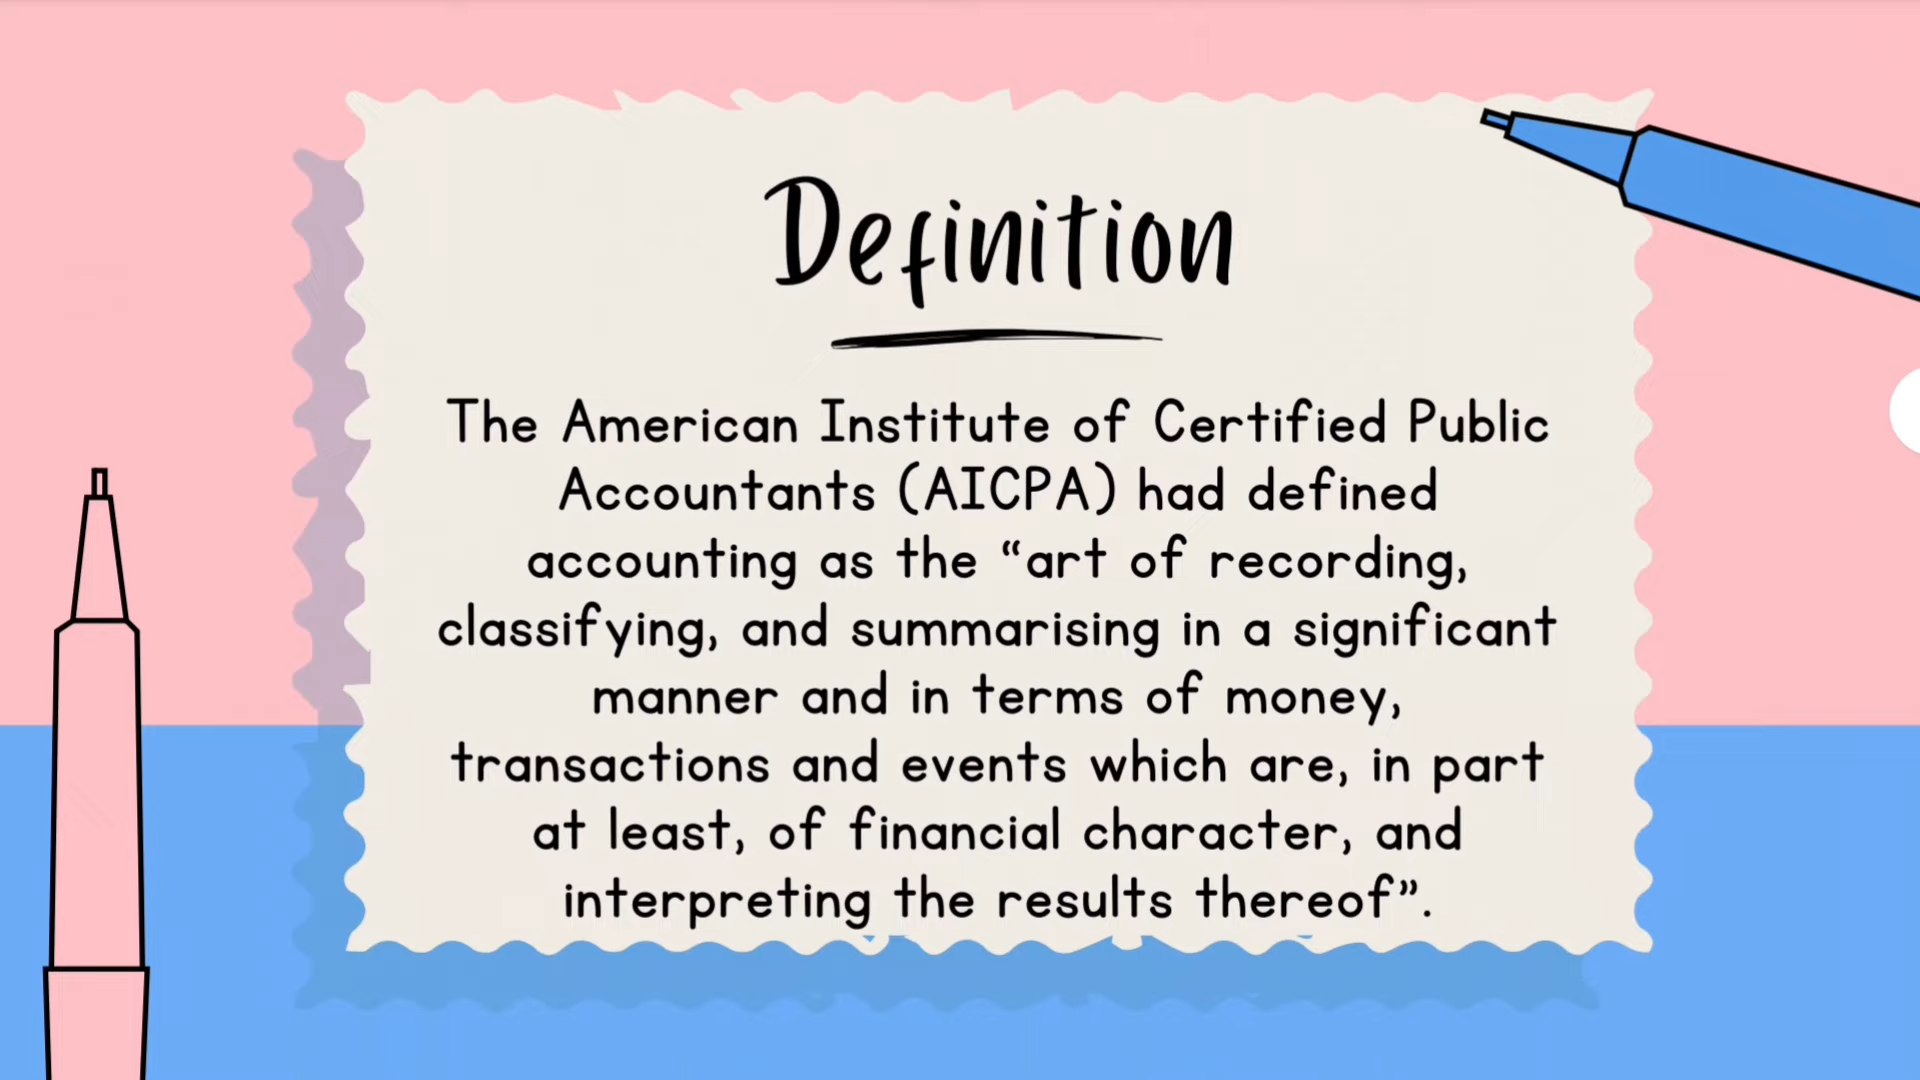 Definition
The American Institute of Certified Public
Accountants (AICPA) had defined
accounting as the “art of recording,
classifying, and summarising in a significant
manner and in terms of money,
transactions and events which are, in part
at least, of financial character, and
interpreting the results thereof”.